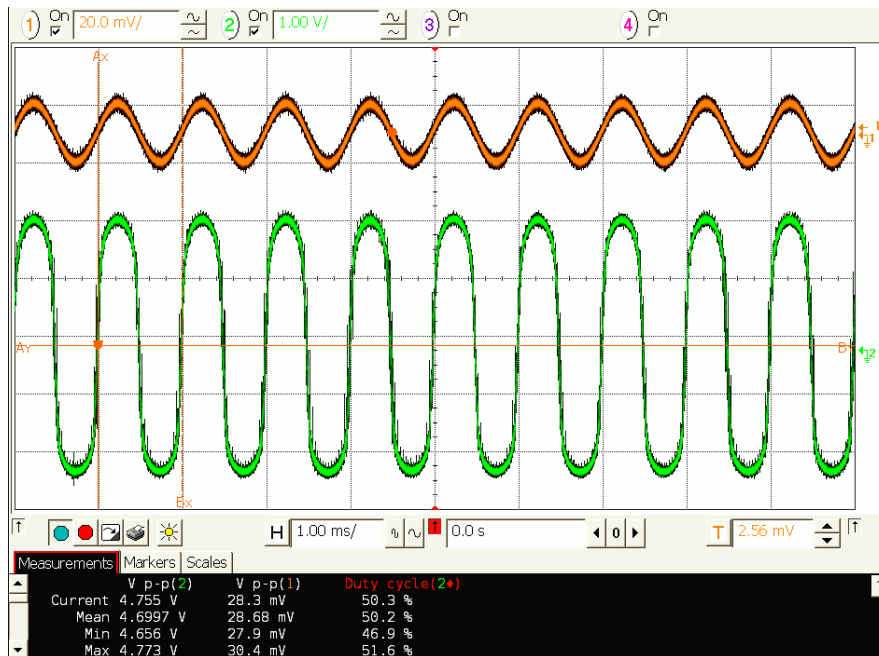 1 On 20.0 mV/ 2 On 1.00 V/ 3 On 4 On
Ax
T
1
AY BY
2
Bx
H 1.00 ms/ 0.0 s 0 T 2.56 mV
Measurements Markers Scales
V p-p(2) V p-p(1) Duty cycle(2♦)
Current 4.755 V 28.3 mV 50.3 %
Mean 4.6997 V 28.68 mV 50.2 %
Min 4.656 V 27.9 mV 46.9 %
Max 4.773 V 30.4 mV 51.6 %